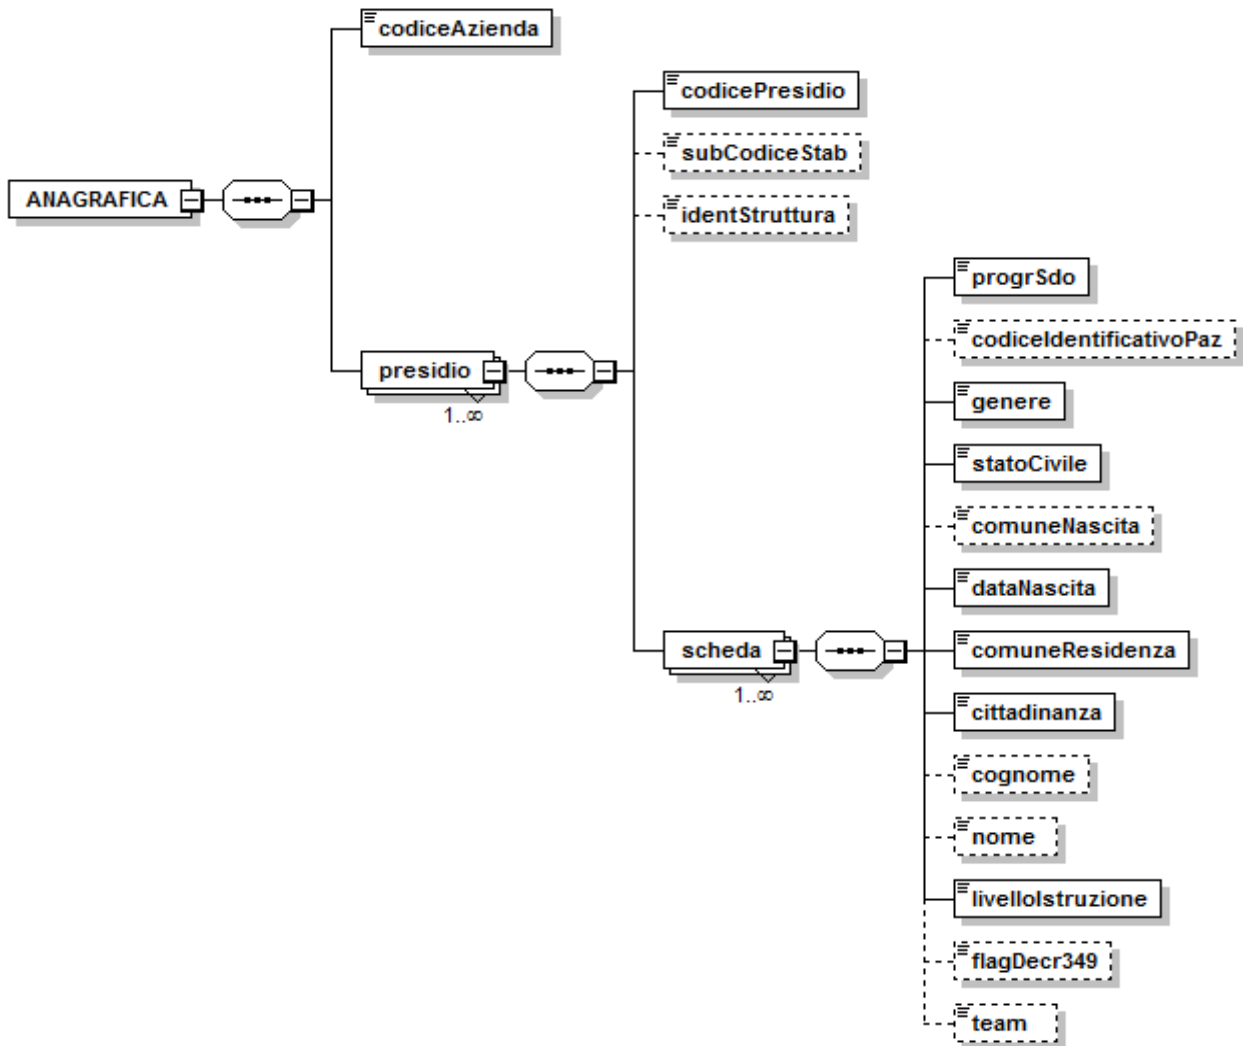 codiceAzienda
codicePresidio
subCodiceStab
ANAGRAFICA
identStruttura
progrSdo
codiceIdentificativoPaz
presidio
1..∞
genere
statoCivile
comuneNascita
dataNascita
scheda
1..∞
comuneResidenza
cittadinanza
cognome
nome
livelloIstruzione
flagDecr349
team